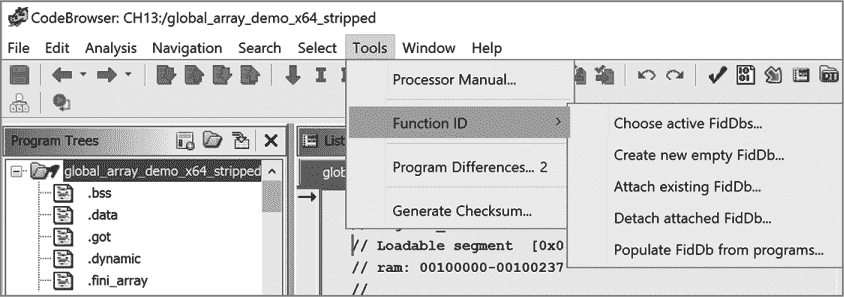 CodeBrowser: CH13:/global_array_demo_x64_stripped
File Edit Analysis Navigation Search Select Tools Window Help
Processor Manual...
Function ID >
Choose active FidDbs...
Create new empty FidDb...
Attach existing FidDb...
Detach attached FidDb...
Populate FidDb from programs...
Program Differences... 2
Generate Checksum...
Program Trees
global_array_demo_x64_stripped
.bss
.data
.got
.dynamic
.fini_array
// Loadable segment [0x0
// ram: 00100000-00100237
//